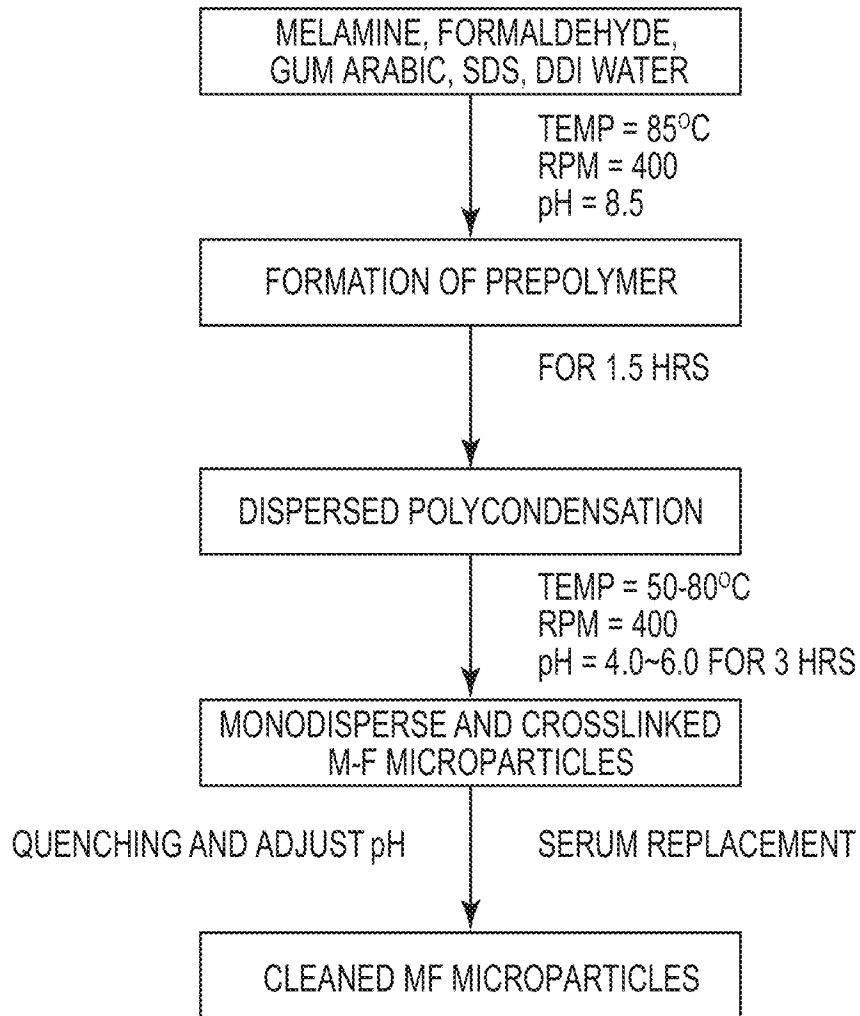 MELAMINE, FORMALDEHYDE,
GUM ARABIC, SDS, DDI WATER
TEMP = 85°C
RPM = 400
pH = 8.5
FORMATION OF PREPOLYMER
FOR 1.5 HRS
DISPERSED POLYCONDENSATION
TEMP = 50-80°C
RPM = 400
pH = 4.0~6.0 FOR 3 HRS
MONODISPERSE AND CROSSLINKED
M-F MICROPARTICLES
QUENCHING AND ADJUST pH
SERUM REPLACEMENT
CLEANED MF MICROPARTICLES